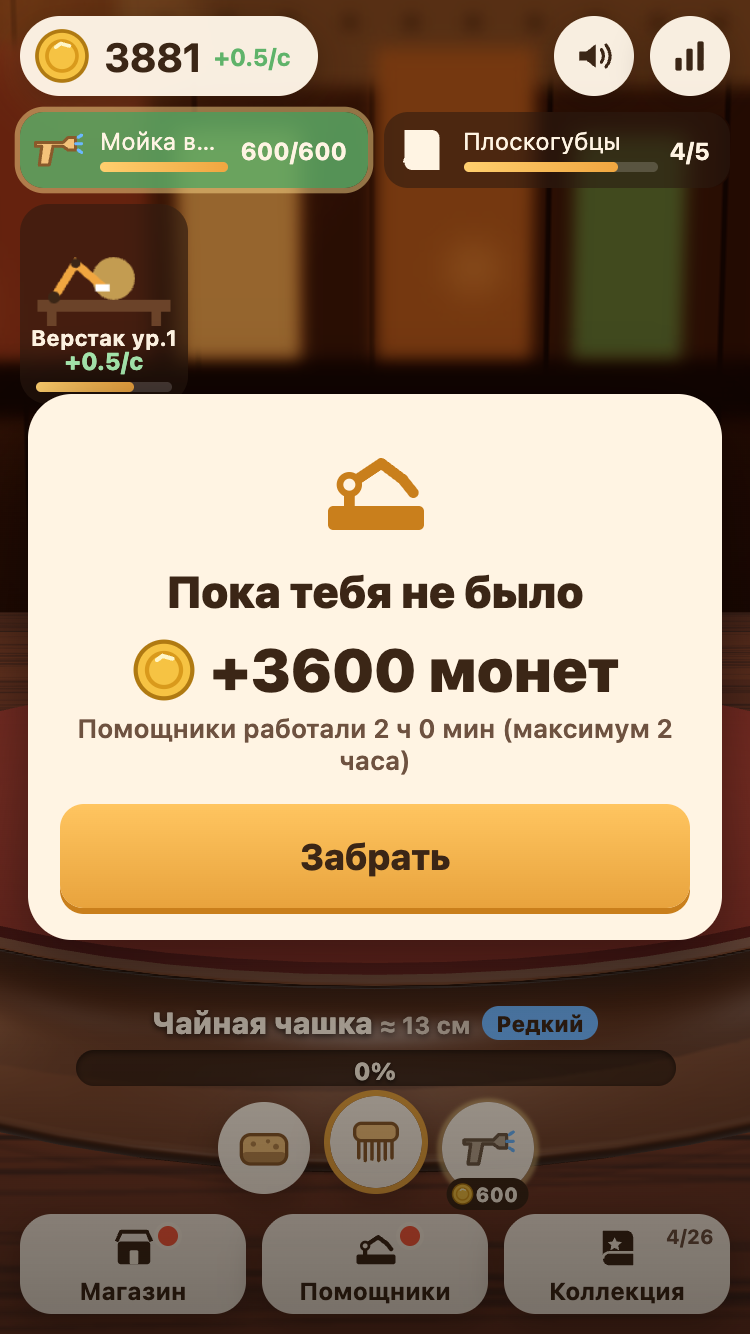 3881 +0.5/с
Мойка в... 600/600
Плоскогубцы 4/5
Верстак ур.1
+0.5/с
Пока тебя не было
+3600 монет
Помощники работали 2 ч 0 мин (максимум 2
часа)
Забрать
Чайная чашка ≈ 13 см Редкий
0%
600
Магазин
Помощники
4/26
Коллекция